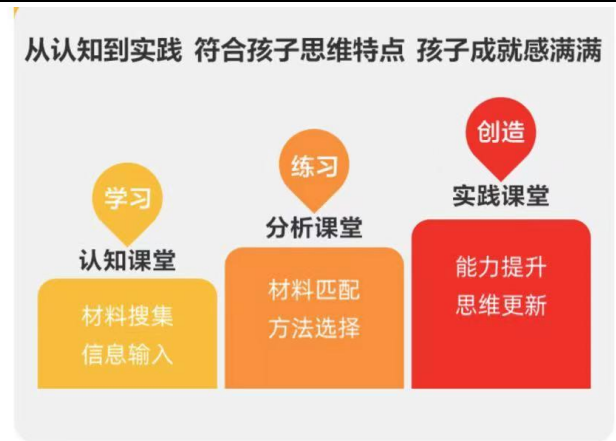 从认知到实践 符合孩子思维特点 孩子成就感满满
学习
认知课堂
材料搜集
信息输入
练习
分析课堂
材料匹配
方法选择
创造
实践课堂
能力提升
思维更新